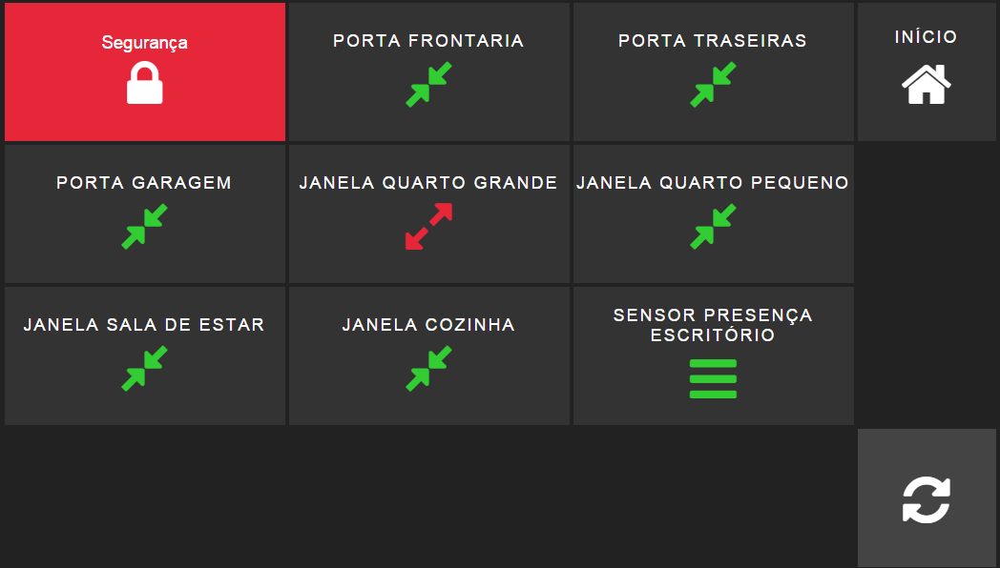 Segurança
PORTA FRONTARIA
PORTA TRASEIRAS
INÍCIO
PORTA GARAGEM
JANELA QUARTO GRANDE
JANELA QUARTO PEQUENO
JANELA SALA DE ESTAR
JANELA COZINHA
SENSOR PRESENÇA
ESCRITÓRIO